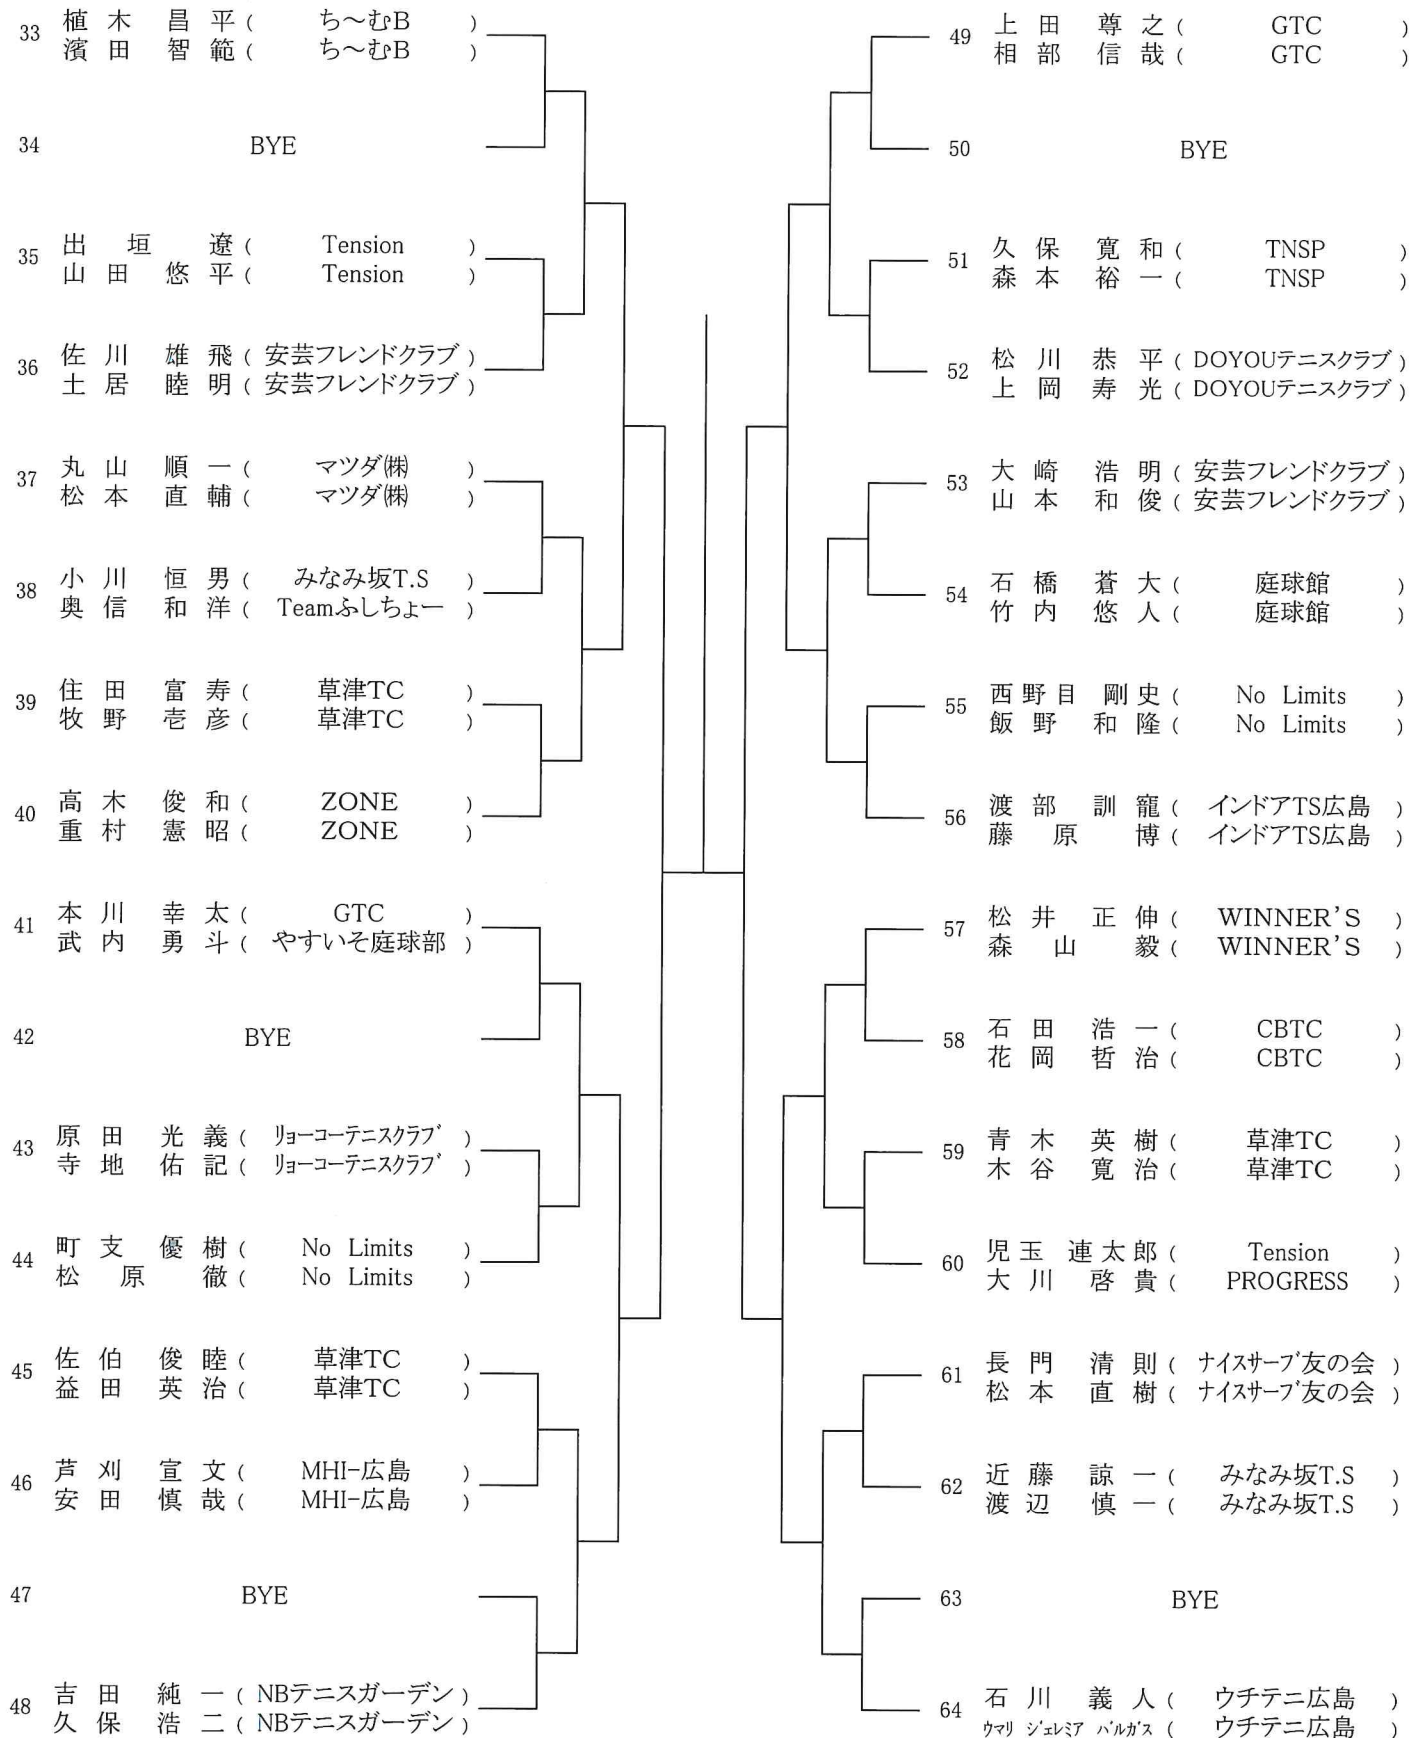 33 植木 昌平 ( ち～むB )
濱田 智範 ( ち～むB )
34 BYE
35 出垣 遼 ( Tension )
山田 悠平 ( Tension )
36 佐川 雄飛 ( 安芸フレンドクラブ )
土居 睦明 ( 安芸フレンドクラブ )
37 丸山 順一 ( マツダ㈱ )
松本 直輔 ( マツダ㈱ )
38 小川 恒男 ( みなみ坂T.S )
奥信 和洋 ( Teamふしちょー )
39 住田 富寿 ( 草津TC )
牧野 壱彦 ( 草津TC )
40 高木 俊和 ( ZONE )
重村 憲昭 ( ZONE )
41 本川 幸太 ( GTC )
武内 勇斗 ( やすいそ庭球部 )
42 BYE
43 原田 光義 ( ﾘｮｰｺｰﾃﾆｽｸﾗﾌﾞ )
寺地 佑記 ( ﾘｮｰｺｰﾃﾆｽｸﾗﾌﾞ )
44 町支 優樹 ( No Limits )
松原 徹 ( No Limits )
45 佐伯 俊睦 ( 草津TC )
益田 英治 ( 草津TC )
46 芦刈 宣文 ( MHI-広島 )
安田 慎哉 ( MHI-広島 )
47 BYE
48 吉田 純一 ( NBテニスガーデン )
久保 浩二 ( NBテニスガーデン )
49 上田 尊之 ( GTC )
相部 信哉 ( GTC )
50 BYE
51 久保 寛和 ( TNSP )
森本 裕一 ( TNSP )
52 松川 恭平 ( DOYOUテニスクラブ )
上岡 寿光 ( DOYOUテニスクラブ )
53 大崎 浩明 ( 安芸フレンドクラブ )
山本 和俊 ( 安芸フレンドクラブ )
54 石橋 蒼大 ( 庭球館 )
竹内 悠人 ( 庭球館 )
55 西野目 剛史 ( No Limits )
飯野 和隆 ( No Limits )
56 渡部 訓寵 ( インドアTS広島 )
藤原 博 ( インドアTS広島 )
57 松井 正伸 ( WINNER'S )
森山 毅 ( WINNER'S )
58 石田 浩一 ( CBTC )
花岡 哲治 ( CBTC )
59 青木 英樹 ( 草津TC )
木谷 寛治 ( 草津TC )
60 児玉 連太郎 ( Tension )
大川 啓貴 ( PROGRESS )
61 長門 清則 ( ﾅｲｽｻｰﾌﾞ友の会 )
松本 直樹 ( ﾅｲｽｻｰﾌﾞ友の会 )
62 近藤 諒一 ( みなみ坂T.S )
渡辺 慎一 ( みなみ坂T.S )
63 BYE
64 石川 義人 ( ウチテニ広島 )
ｳﾏﾘ ｼﾞｪﾚﾐｱ ﾊﾞﾙｶﾞｽ ( ウチテニ広島 )